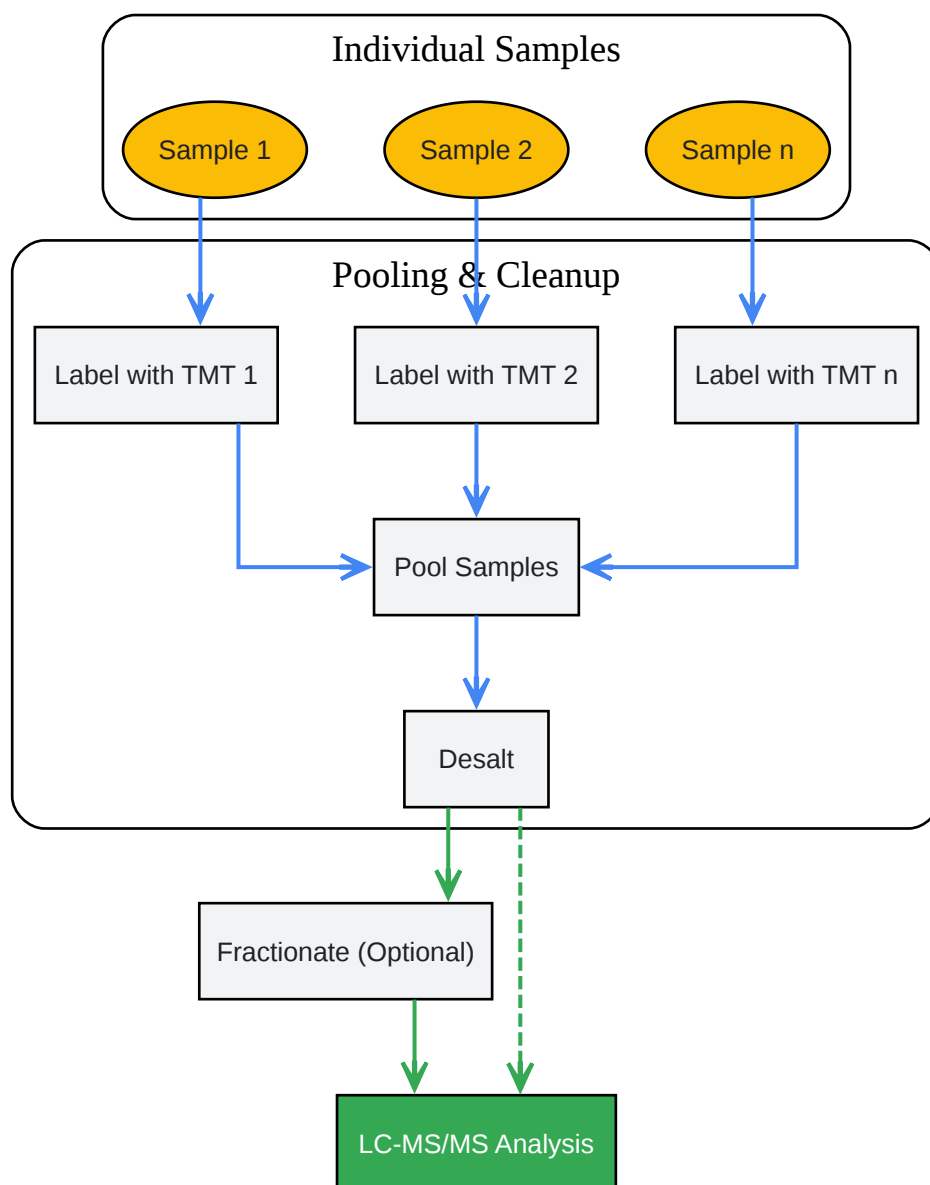 Individual Samples
Sample 1
Sample 2
Sample n
Pooling & Cleanup
Label with TMT 1
Label with TMT 2
Label with TMT n
Pool Samples
Desalt
Fractionate (Optional)
LC-MS/MS Analysis